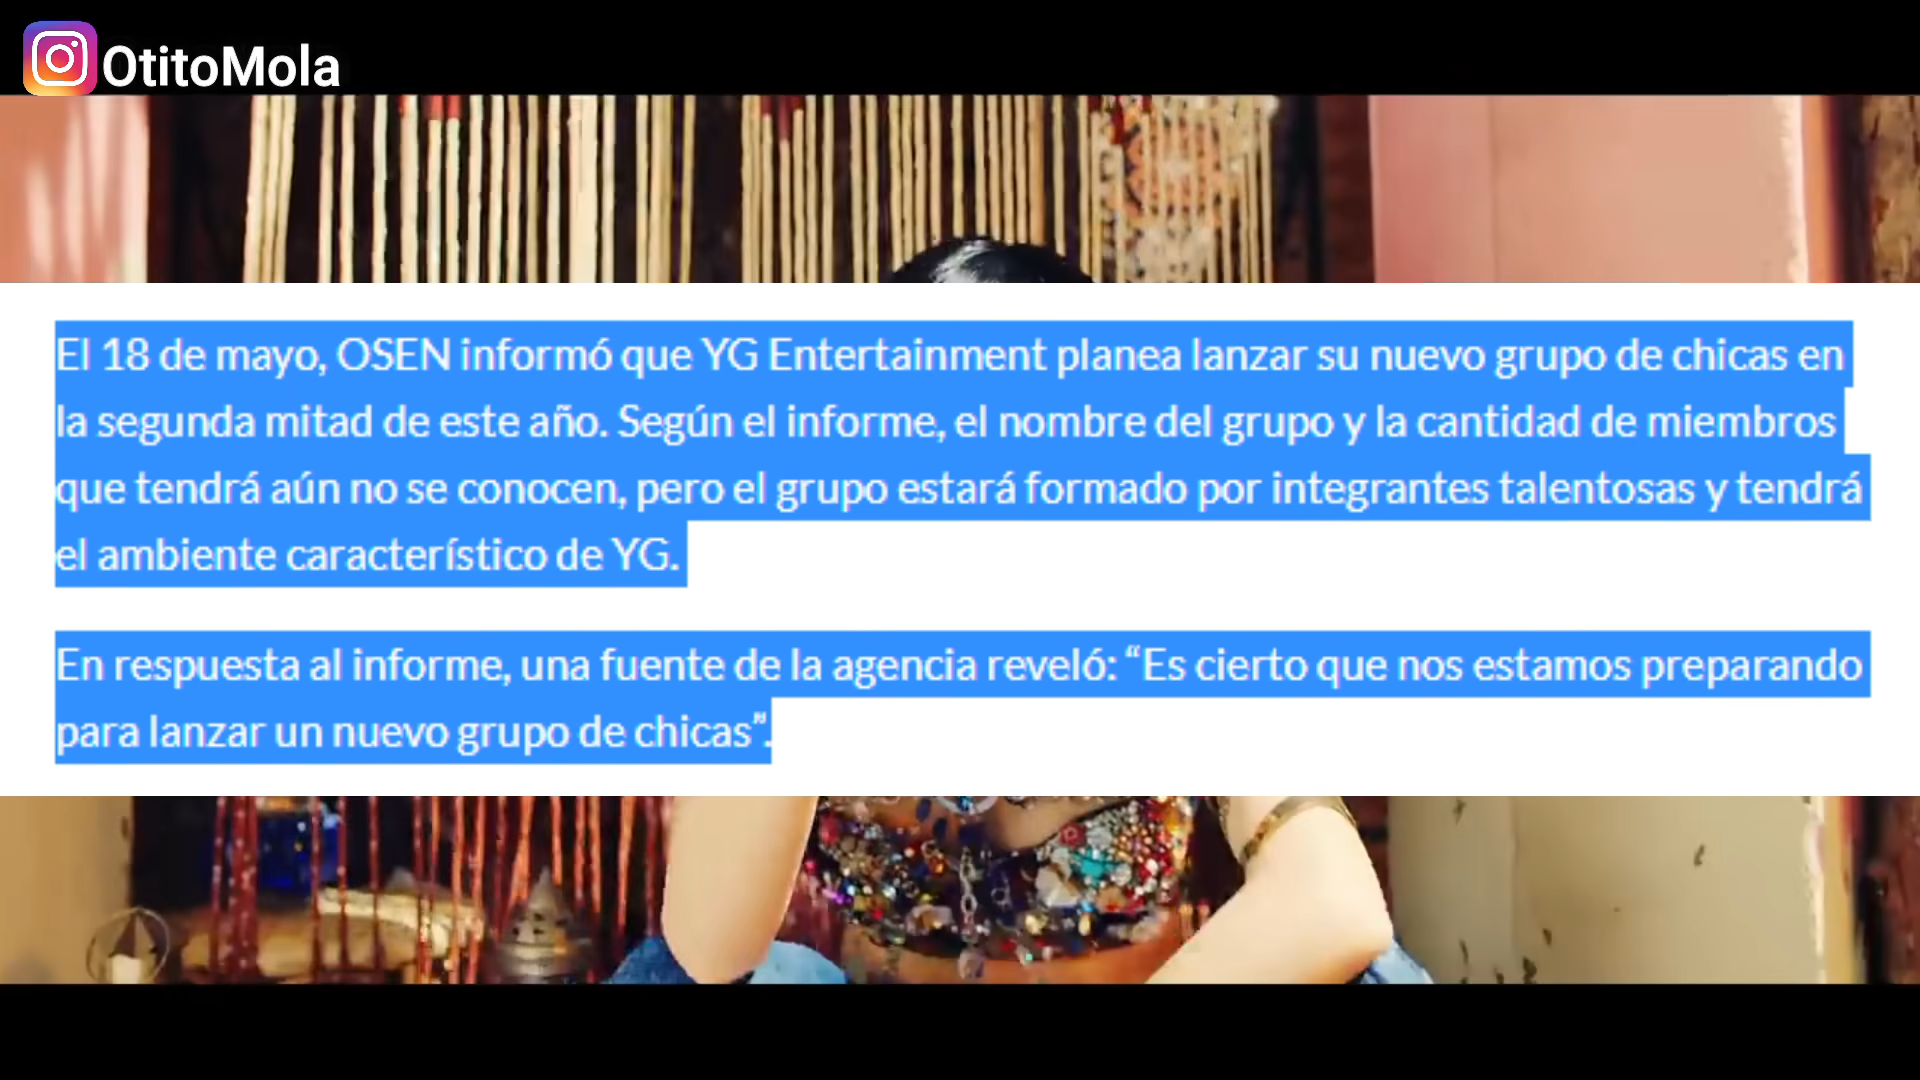 OtitoMola
El 18 de mayo, OSEN informó que YG Entertainment planea lanzar su nuevo grupo de chicas en
la segunda mitad de este año. Según el informe, el nombre del grupo y la cantidad de miembros
que tendrá aún no se conocen, pero el grupo estará formado por integrantes talentosas y tendrá
el ambiente característico de YG.
En respuesta al informe, una fuente de la agencia reveló: “Es cierto que nos estamos preparando
para lanzar un nuevo grupo de chicas”.